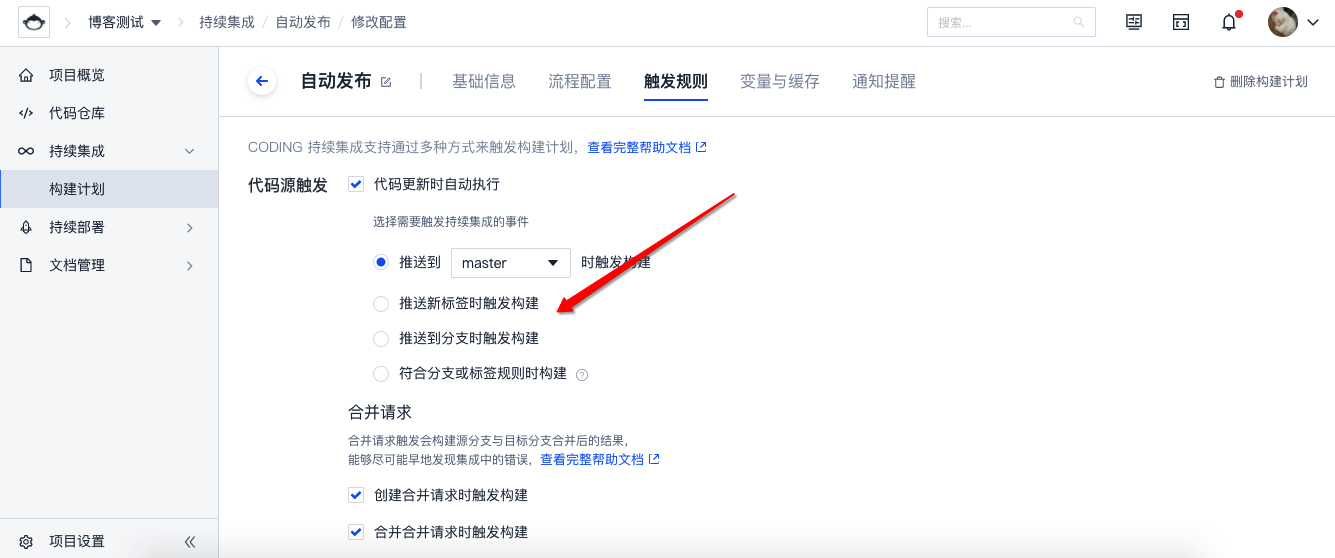 博客测试 持续集成 / 自动发布 / 修改配置 搜索...
项目概览
代码仓库
持续集成
构建计划
持续部署
文档管理
项目设置
自动发布 | 基础信息 流程配置 触发规则 变量与缓存 通知提醒 删除构建计划
CODING 持续集成支持通过多种方式来触发构建计划，查看完整帮助文档
代码源触发 代码更新时自动执行
选择需要触发持续集成的事件
推送到 master 时触发构建
推送新标签时触发构建
推送到分支时触发构建
符合分支或标签规则时构建 ?
合并请求
合并请求触发会构建源分支与目标分支合并后的结果，
能够尽可能早地发现集成中的错误，查看完整帮助文档
创建合并请求时触发构建
合并合并请求时触发构建